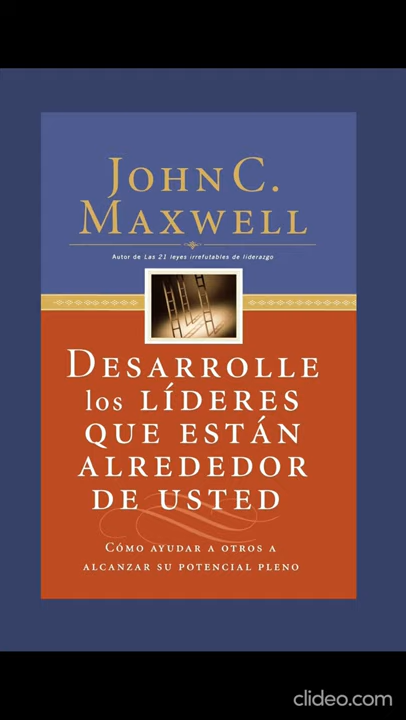 JOHN C.
MAXWELL
Autor de Las 21 leyes irrefutables de liderazgo
DESARROLLE
los LÍDERES
QUE ESTÁN
ALREDEDOR
DE USTED
CÓMO AYUDAR A OTROS A
ALCANZAR SU POTENCIAL PLENO
clideo.com